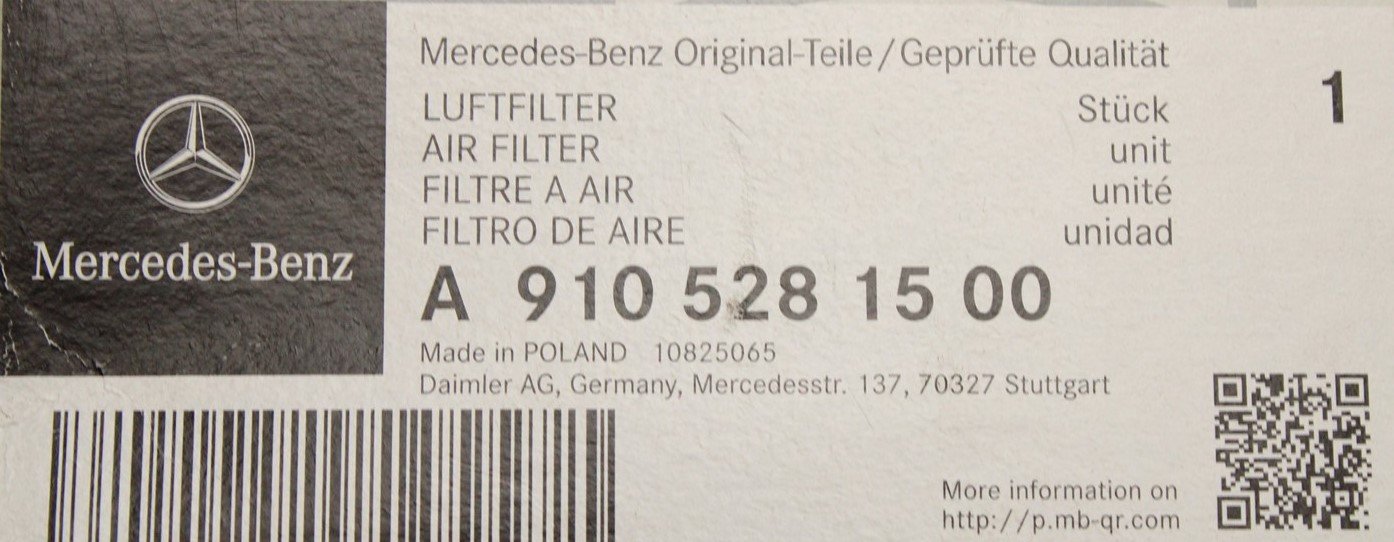 Mercedes-Benz
Mercedes-Benz Original-Teile/Geprüfte Qualität
LUFTFILTER Stück 1
AIR FILTER unit
FILTRE A AIR unité
FILTRO DE AIRE unidad
A 910 528 15 00
Made in POLAND 10825065
Daimler AG, Germany, Mercedesstr. 137, 70327 Stuttgart
More information on
http://p.mb-qr.com